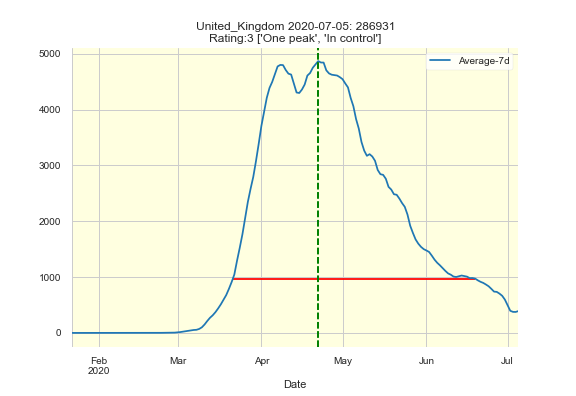 United_Kingdom 2020-07-05: 286931
Rating:3 ['One peak', 'In control']
Average-7d
5000
4000
3000
2000
1000
0
Feb Mar Apr May Jun Jul
2020
Date